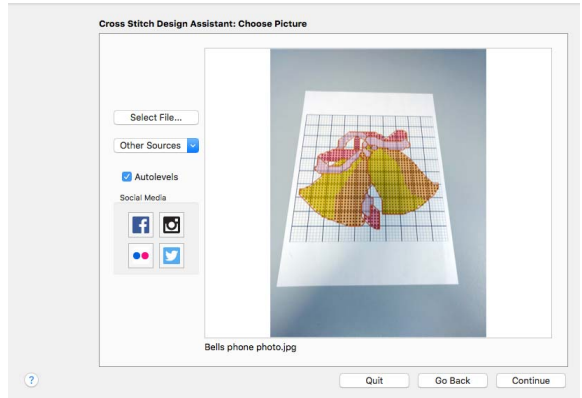 Cross Stitch Design Assistant: Choose Picture
Select File...
Other Sources
Autolevels
Social Media
Bells phone photo.jpg
? Quit Go Back Continue